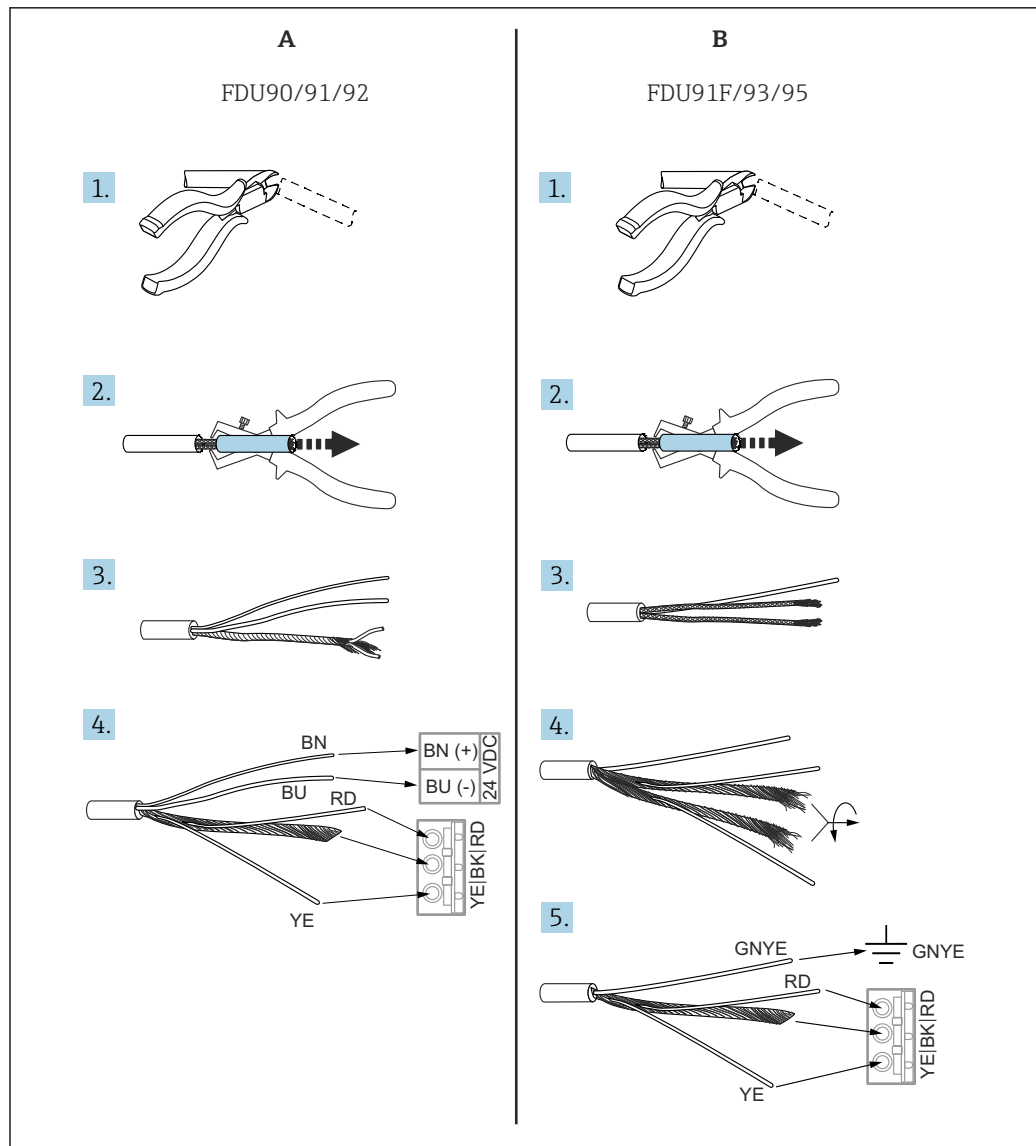 A
FDU90/91/92
1.
2.
3.
4.
BN
BN (+)
BU (-)
24 VDC
BU
RD
YE|BK|RD
YE
B
FDU91F/93/95
1.
2.
3.
4.
5.
GNYE
GNYE
RD
YE|BK|RD
YE